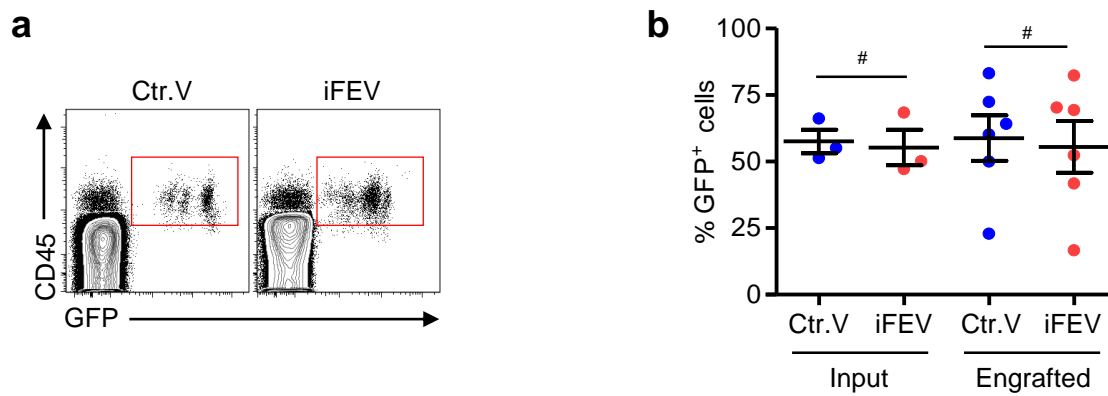 a
Ctr.V
iFEV
CD45
GFP
b
% GFP⁺ cells
100
75
50
25
0
#
#
Ctr.V
iFEV
Ctr.V
iFEV
Input
Engrafted